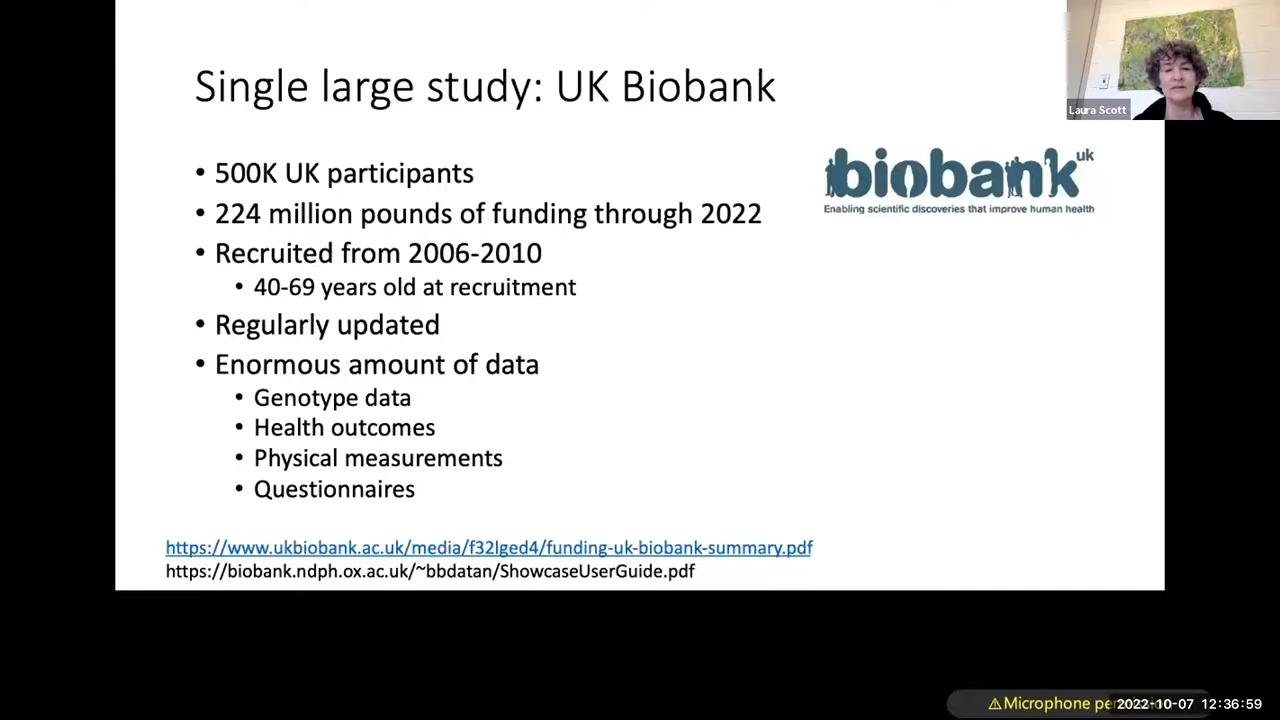 Single large study: UK Biobank
Laura Scott
biobank uk
Enabling scientific discoveries that improve human health
• 500K UK participants
• 224 million pounds of funding through 2022
• Recruited from 2006-2010
• 40-69 years old at recruitment
• Regularly updated
• Enormous amount of data
• Genotype data
• Health outcomes
• Physical measurements
• Questionnaires
https://www.ukbiobank.ac.uk/media/f32lged4/funding-uk-biobank-summary.pdf
https://biobank.ndph.ox.ac.uk/~bbdatan/ShowcaseUserGuide.pdf
⚠Microphone
2022-10-07 12:36:59